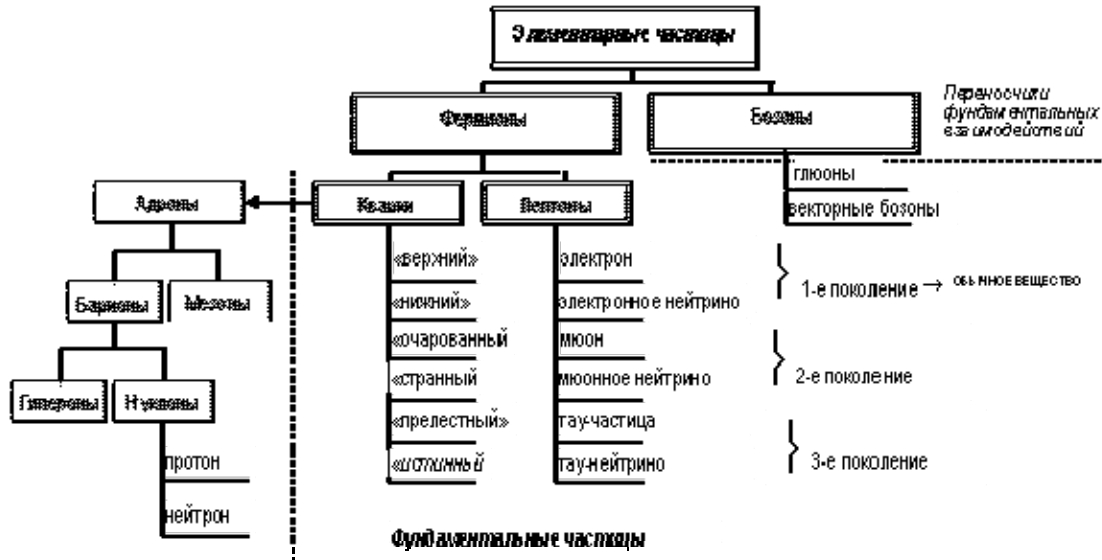 Элементарные частицы
Фермионы
Бозоны
Переносчики
фундаментальных
взаимодействий
глюоны
векторные бозоны
Адроны
Кварки
Лептоны
Барионы
Мезоны
Гипероны
Нуклоны
протон
нейтрон
«верхний»
«нижний»
«очарованный
«странный
«прелестный»
«истинный
электрон
электронное нейтрино
мюон
мюонное нейтрино
тау-частица
тау-нейтрино
1-е поколение → ОБЫЧНОЕ ВЕЩЕСТВО
2-е поколение
3-е поколение
Фундаментальные частицы